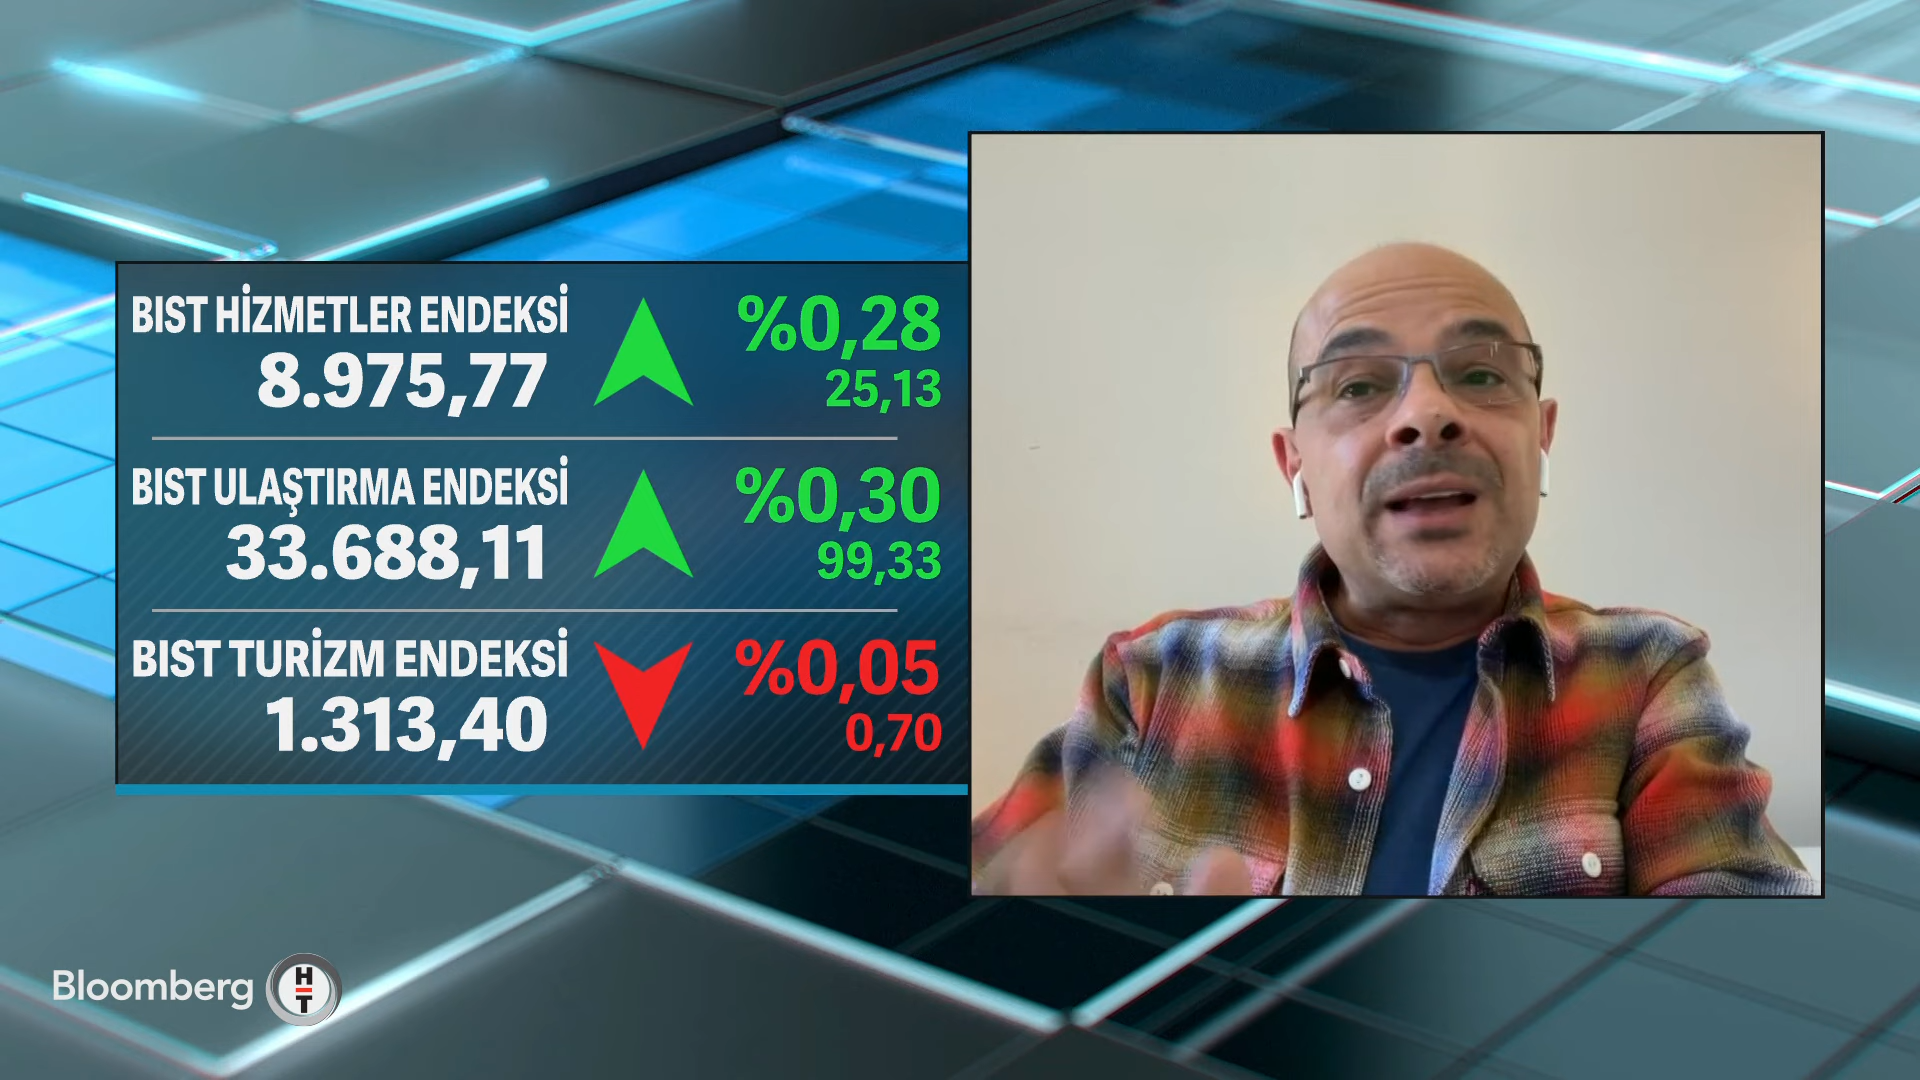 BIST HİZMETLER ENDEKSİ
8.975,77
%0,28
25,13
BIST ULAŞTIRMA ENDEKSİ
33.688,11
%0,30
99,33
BIST TURİZM ENDEKSİ
1.313,40
%0,05
0,70
Bloomberg HT